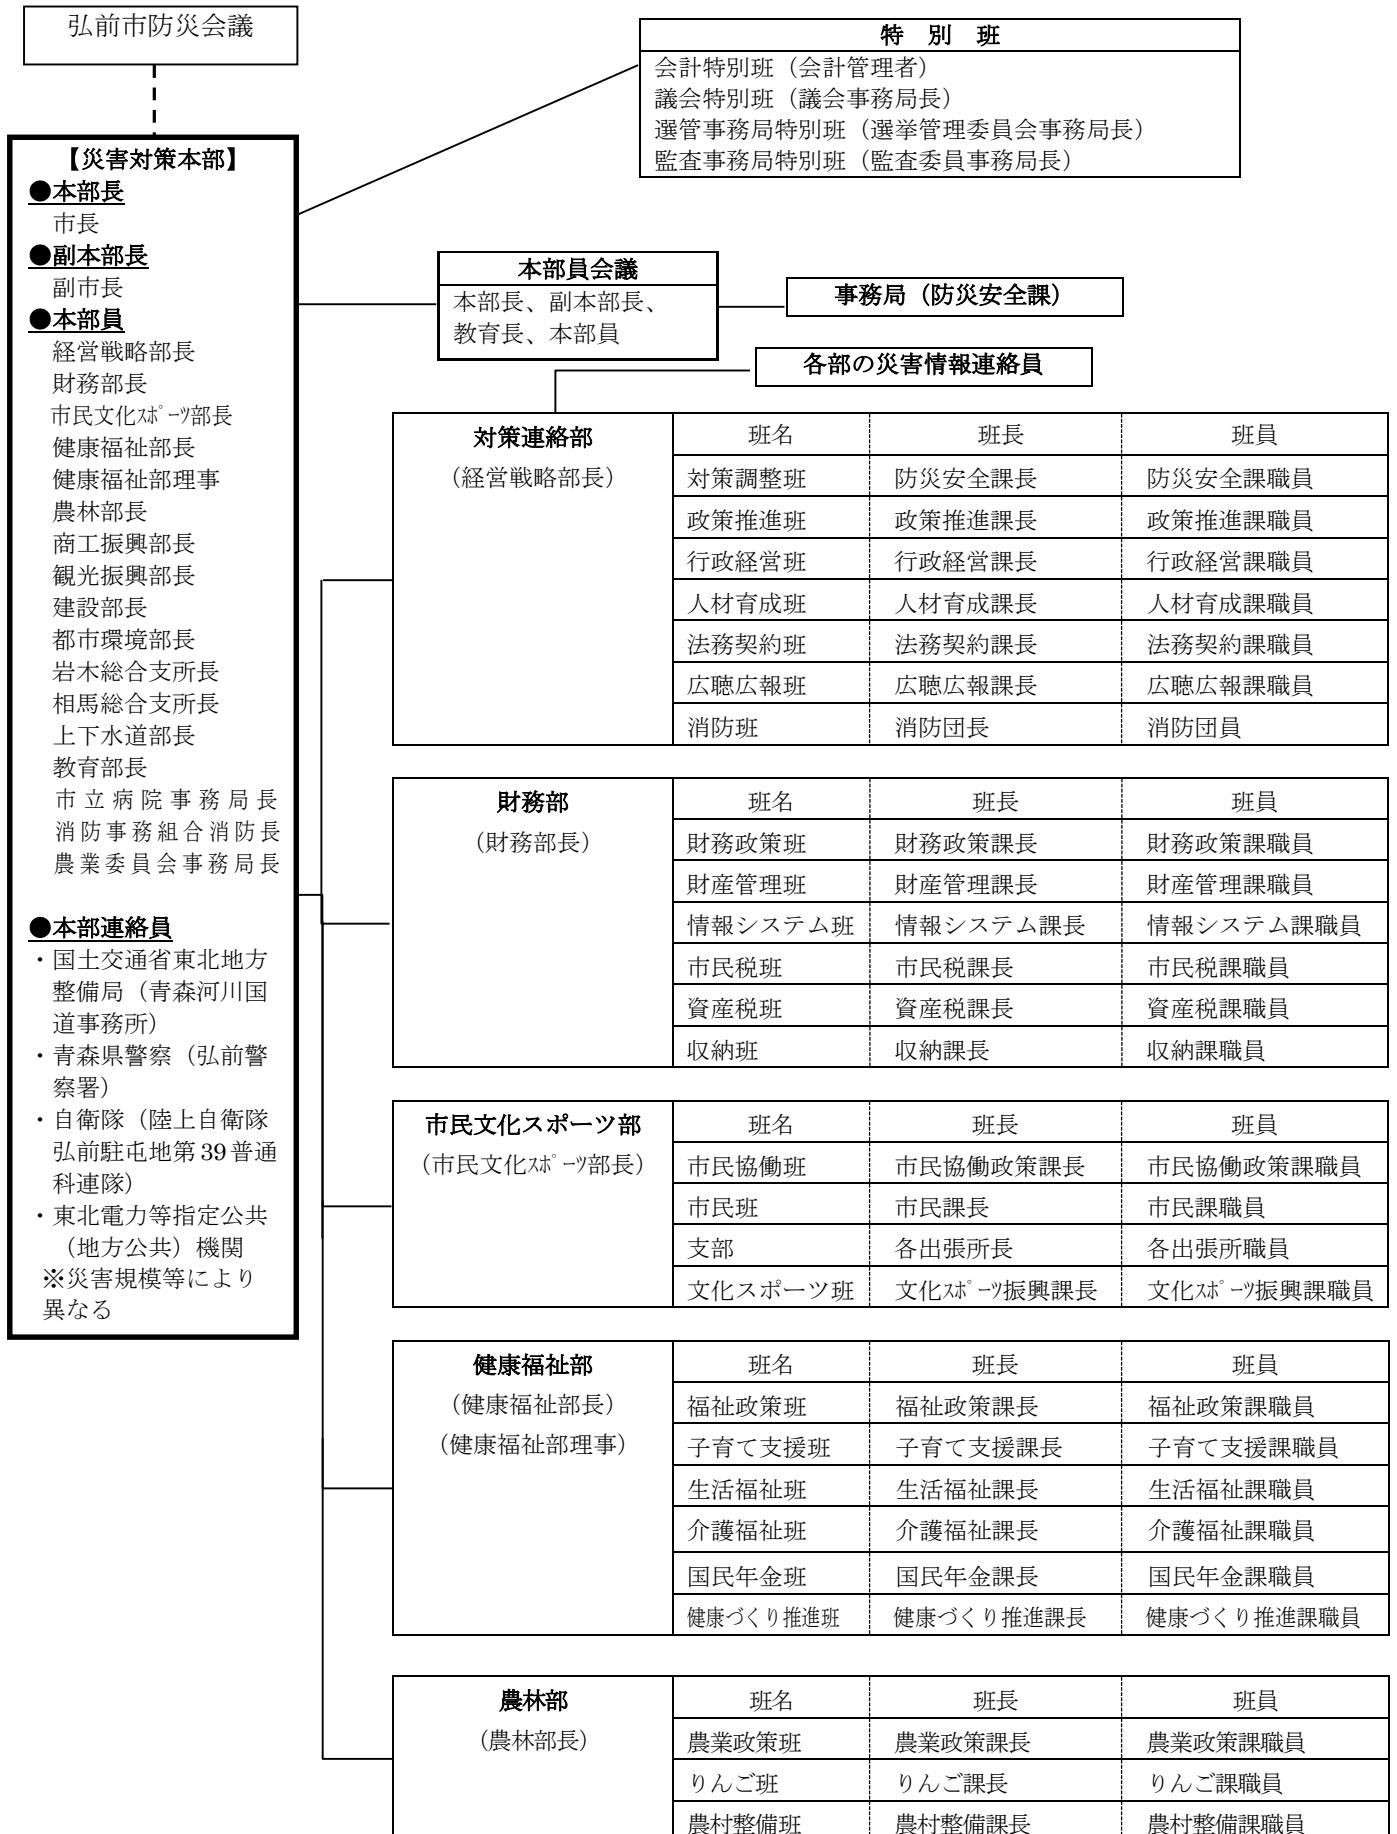 弘前市防災会議
特　別　班
会計特別班（会計管理者）
議会特別班（議会事務局長）
選管事務局特別班（選挙管理委員会事務局長）
監査事務局特別班（監査委員事務局長）
【災害対策本部】
●本部長
市長
●副本部長
副市長
●本部員
経営戦略部長
財務部長
市民文化ｽﾎﾟｰﾂ部長
健康福祉部長
健康福祉部理事
農林部長
商工振興部長
観光振興部長
建設部長
都市環境部長
岩木総合支所長
相馬総合支所長
上下水道部長
教育部長
市立病院事務局長
消防事務組合消防長
農業委員会事務局長
●本部連絡員
・国土交通省東北地方
整備局（青森河川国
道事務所）
・青森県警察（弘前警
察署）
・自衛隊（陸上自衛隊
弘前駐屯地第39普通
科連隊）
・東北電力等指定公共
（地方公共）機関
※災害規模等により
異なる
本部員会議
本部長、副本部長、
教育長、本部員
事務局（防災安全課）
各部の災害情報連絡員
対策連絡部 班名 班長 班員
（経営戦略部長） 対策調整班 防災安全課長 防災安全課職員
政策推進班 政策推進課長 政策推進課職員
行政経営班 行政経営課長 行政経営課職員
人材育成班 人材育成課長 人材育成課職員
法務契約班 法務契約課長 法務契約課職員
広聴広報班 広聴広報課長 広聴広報課職員
消防班 消防団長 消防団員
財務部 班名 班長 班員
（財務部長） 財務政策班 財務政策課長 財務政策課職員
財産管理班 財産管理課長 財産管理課職員
情報システム班 情報システム課長 情報システム課職員
市民税班 市民税課長 市民税課職員
資産税班 資産税課長 資産税課職員
収納班 収納課長 収納課職員
市民文化スポーツ部 班名 班長 班員
（市民文化ｽﾎﾟｰﾂ部長） 市民協働班 市民協働政策課長 市民協働政策課職員
市民班 市民課長 市民課職員
支部 各出張所長 各出張所職員
文化スポーツ班 文化ｽﾎﾟｰﾂ振興課長 文化ｽﾎﾟｰﾂ振興課職員
健康福祉部 班名 班長 班員
（健康福祉部長） 福祉政策班 福祉政策課長 福祉政策課職員
（健康福祉部理事） 子育て支援班 子育て支援課長 子育て支援課職員
生活福祉班 生活福祉課長 生活福祉課職員
介護福祉班 介護福祉課長 介護福祉課職員
国民年金班 国民年金課長 国民年金課職員
健康づくり推進班 健康づくり推進課長 健康づくり推進課職員
農林部 班名 班長 班員
（農林部長） 農業政策班 農業政策課長 農業政策課職員
りんご班 りんご課長 りんご課職員
農村整備班 農村整備課長 農村整備課職員